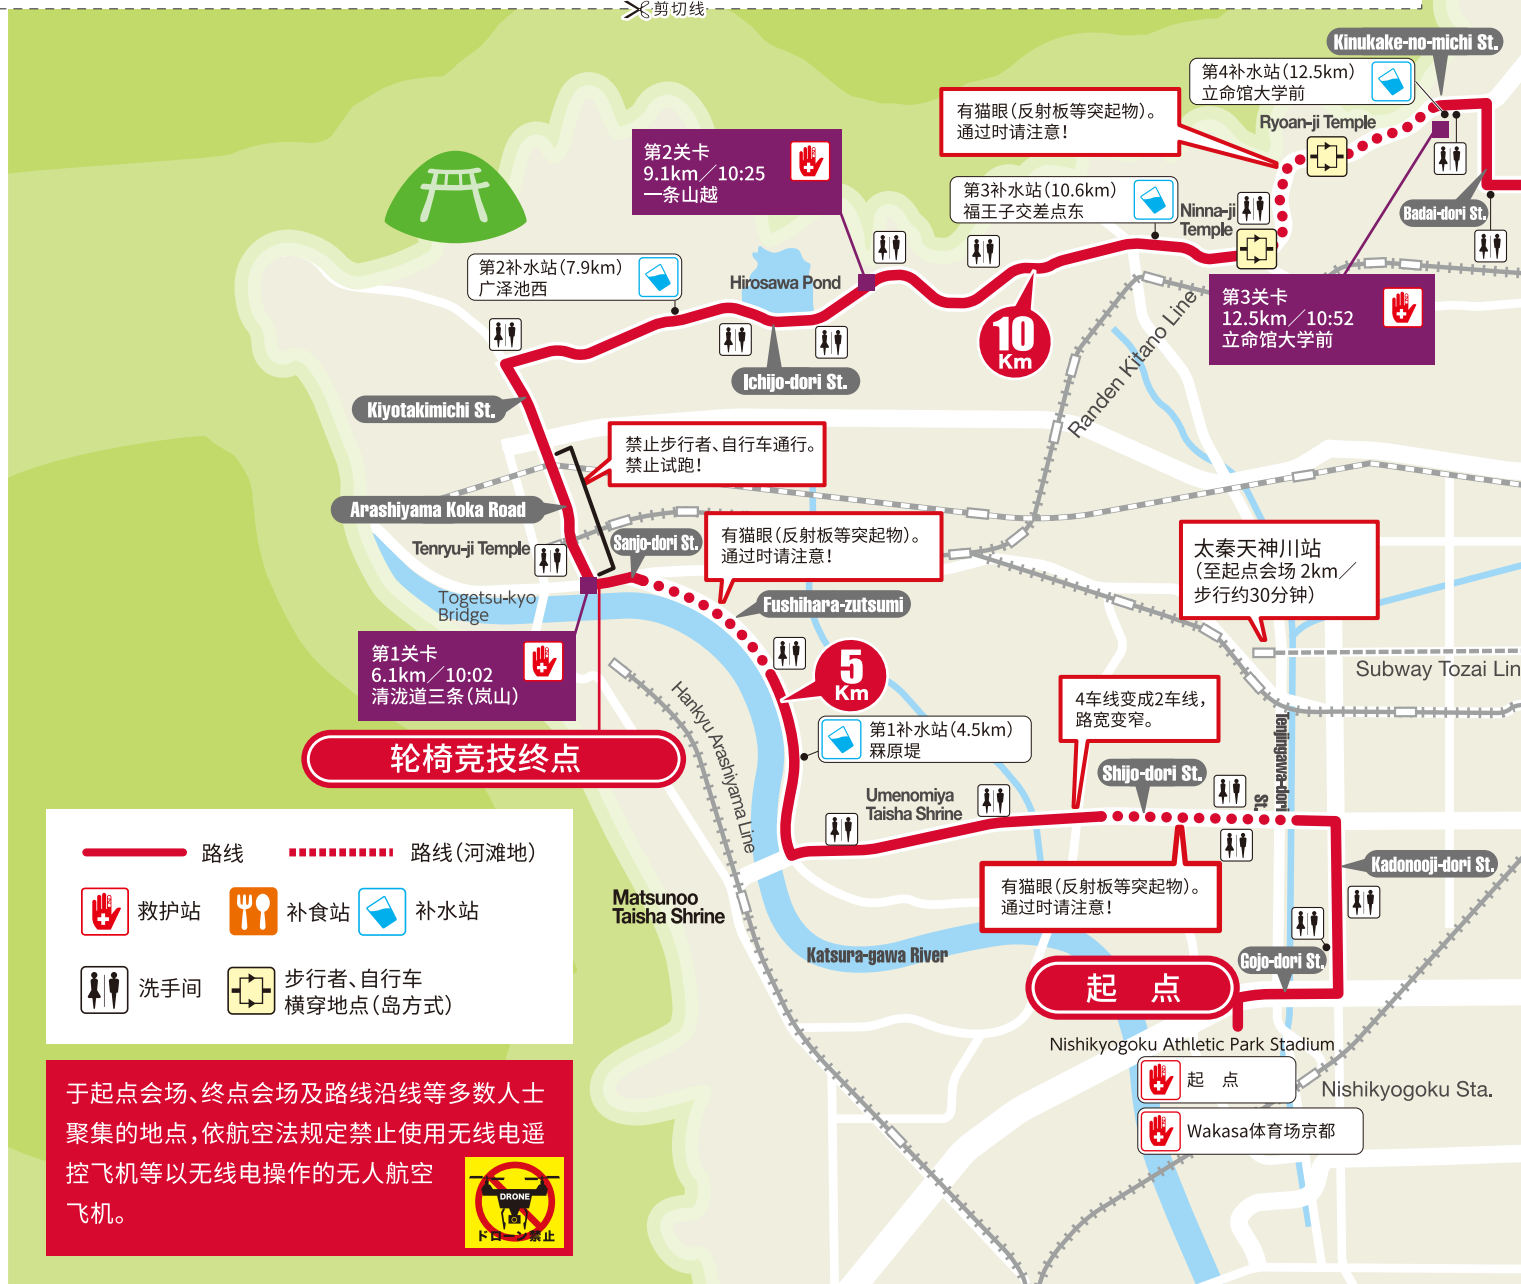 剪切线
Kinukake-no-michi St.
第4补水站(12.5km)
立命馆大学前
有猫眼(反射板等突起物)。
通过时请注意!
Ryoan-ji Temple
第2关卡
9.1km/10:25
一条山越
第3补水站(10.6km)
福王子交差点东
Ninna-ji
Temple
Badai-dori St.
第2补水站(7.9km)
广泽池西
Hirosawa Pond
第3关卡
12.5km/10:52
立命馆大学前
10
Km
Randen Kitano Line
Ichijo-dori St.
Kiyotakimichi St.
禁止步行者、自行车通行。
禁止试跑!
Arashiyama Koka Road
Tenryu-ji Temple
Sanjo-dori St.
有猫眼(反射板等突起物)。
通过时请注意!
太秦天神川站
(至起点会场 2km/
步行约30分钟)
Togetsu-kyo
Bridge
Fushihara-zutsumi
第1关卡
6.1km/10:02
清泷道三条(岚山)
5
Km
Subway Tozai Lin
Hankyu Arashiyama Line
4车线变成2车线,
路宽变窄。
Tenjingawa-dori
St.
第1补水站(4.5km)
罧原堤
轮椅竞技终点
Shijo-dori St.
Umenomiya
Taisha Shrine
路线
路线(河滩地)
Kadonooji-dori St.
有猫眼(反射板等突起物)。
通过时请注意!
Matsunoo
Taisha Shrine
救护站
补食站
补水站
Katsura-gawa River
Gojo-dori St.
洗手间
步行者、自行车
横穿地点(岛方式)
起 点
Nishikyogoku Athletic Park Stadium
起 点
Nishikyogoku Sta.
Wakasa体育场京都
于起点会场、终点会场及路线沿线等多数人士
聚集的地点,依航空法规定禁止使用无线电遥
控飞机等以无线电操作的无人航空
飞机。
DRONE
ドローン禁止